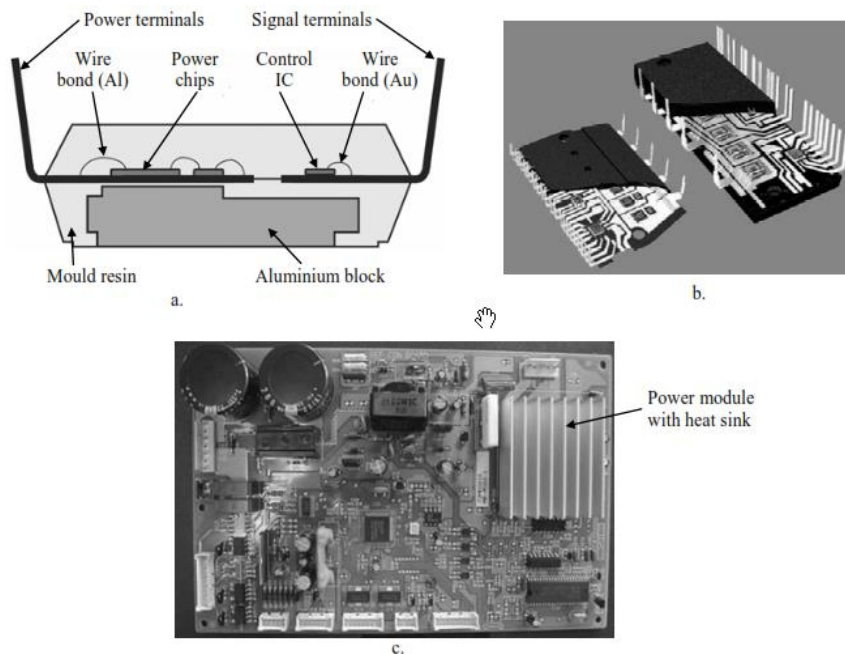 Power terminals
Signal terminals
Wire
bond (Al)
Power
chips
Control
IC
Wire
bond (Au)
Mould resin
Aluminium block
a.
b.
Power module
with heat sink
c.